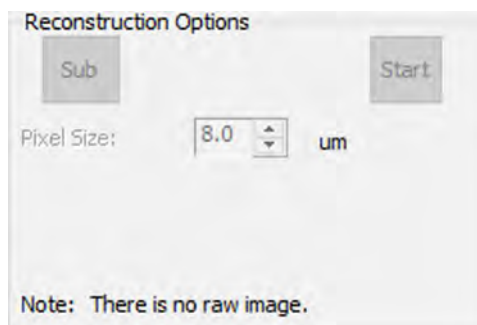 Reconstruction Options
Sub Start
Pixel Size: 8.0 um
Note: There is no raw image.